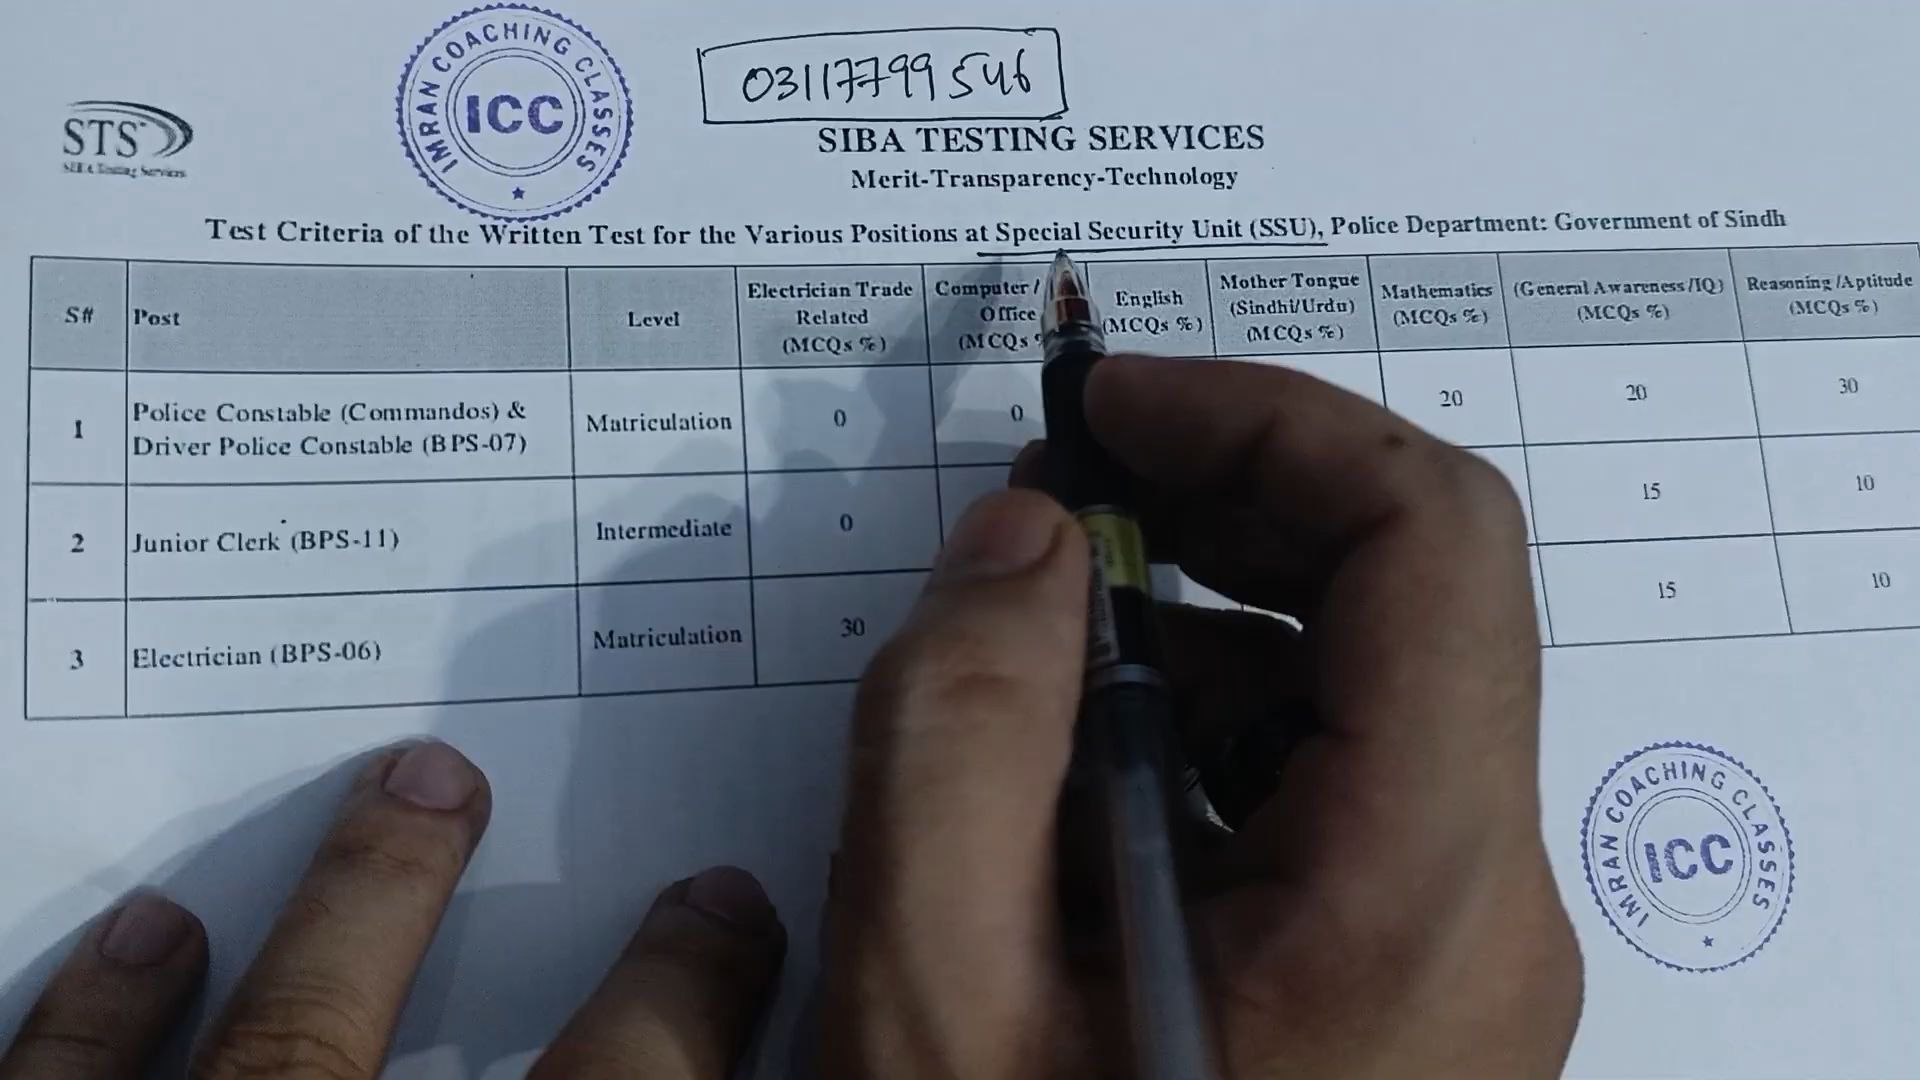 03117799546
STS
SIBA Testing Services
IMRAN COACHING CLASSES
ICC
SIBA TESTING SERVICES
Merit-Transparency-Technology
Test Criteria of the Written Test for the Various Positions at Special Security Unit (SSU), Police Department: Government of Sindh
S# Post Level Electrician Trade Related (MCQs %) Computer / Office (MCQs % English (MCQs %) Mother Tongue (Sindhi/Urdu) (MCQs %) Mathematics (MCQs %) (General Awareness/IQ) (MCQs %) Reasoning /Aptitude (MCQs %)
1 Police Constable (Commandos) & Driver Police Constable (BPS-07) Matriculation 0 0 20 20 30
2 Junior Clerk (BPS-11) Intermediate 0 15 10
3 Electrician (BPS-06) Matriculation 30 15 10
IMRAN COACHING CLASSES
ICC